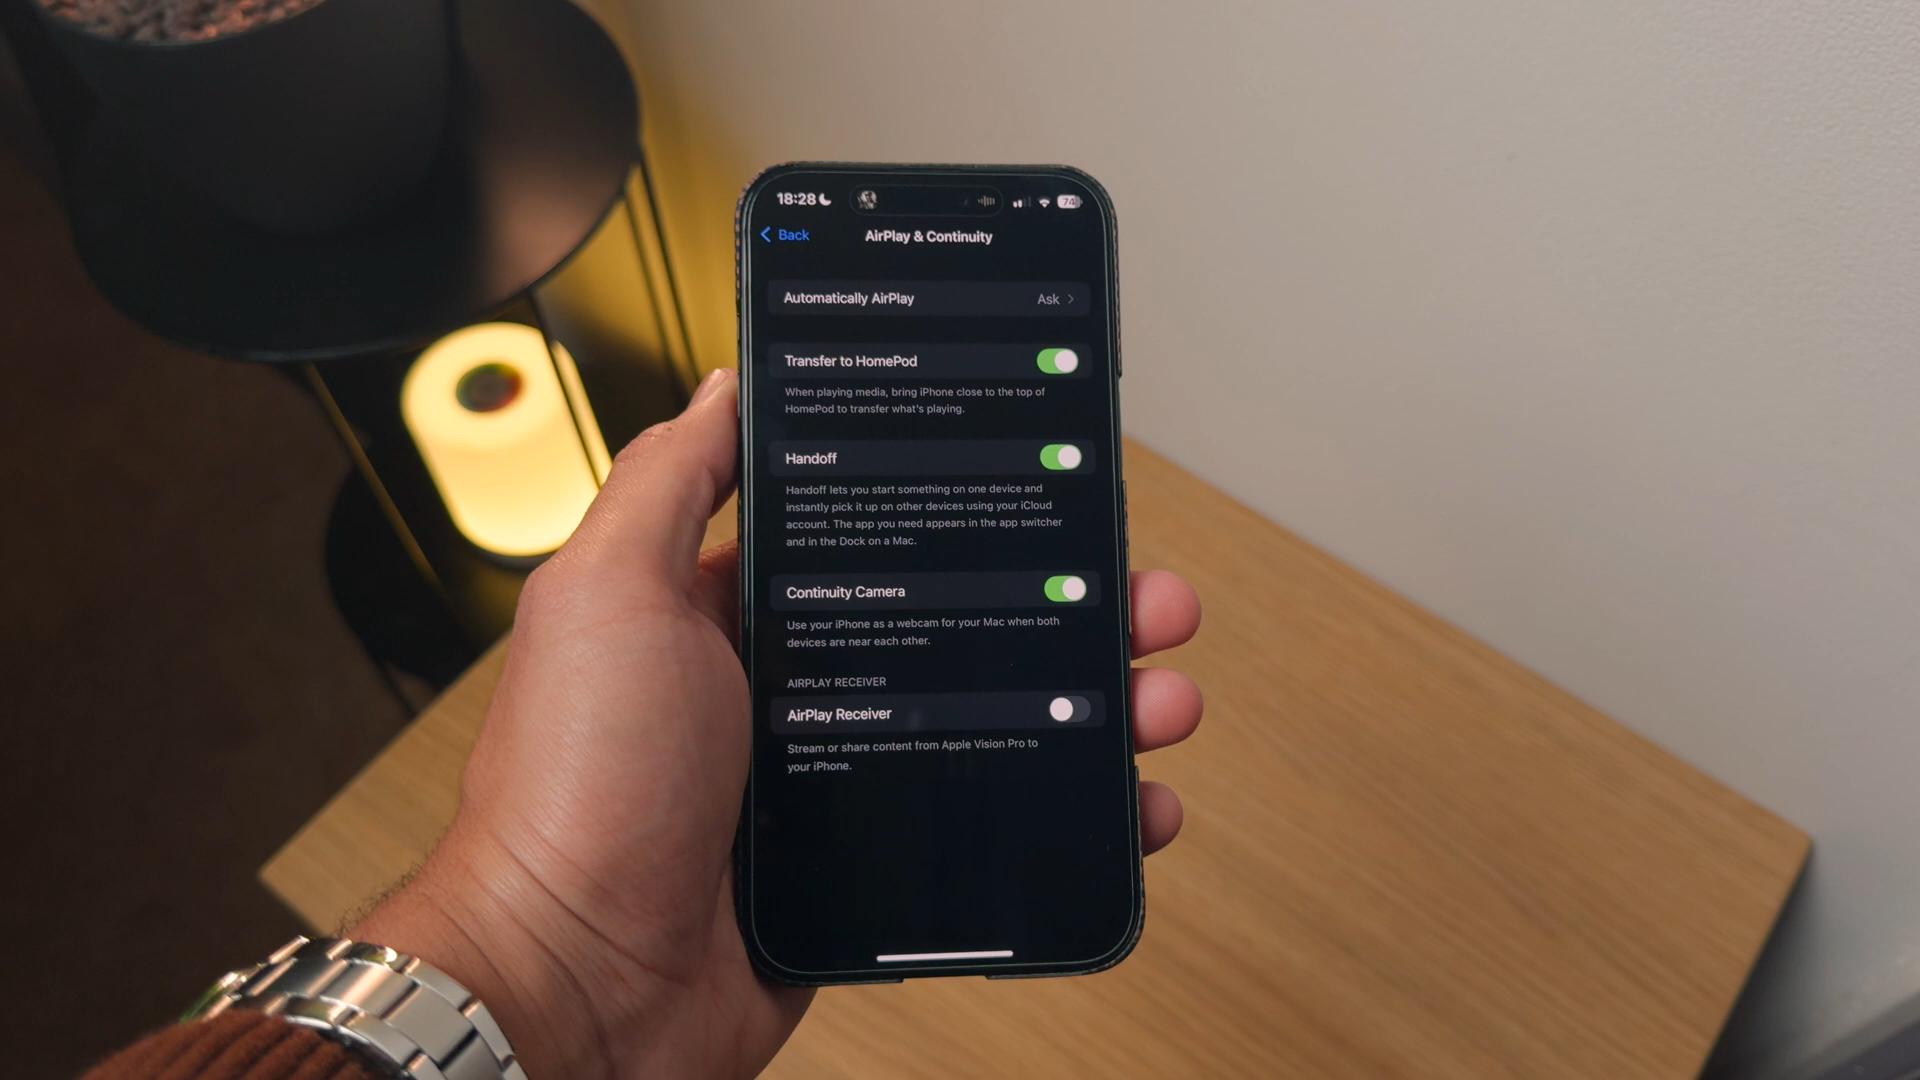 18:28
74
Back
AirPlay & Continuity
Automatically AirPlay
Ask
Transfer to HomePod
When playing media, bring iPhone close to the top of
HomePod to transfer what's playing.
Handoff
Handoff lets you start something on one device and
instantly pick it up on other devices using your iCloud
account. The app you need appears in the app switcher
and in the Dock on a Mac.
Continuity Camera
Use your iPhone as a webcam for your Mac when both
devices are near each other.
AIRPLAY RECEIVER
AirPlay Receiver
Stream or share content from Apple Vision Pro to
your iPhone.